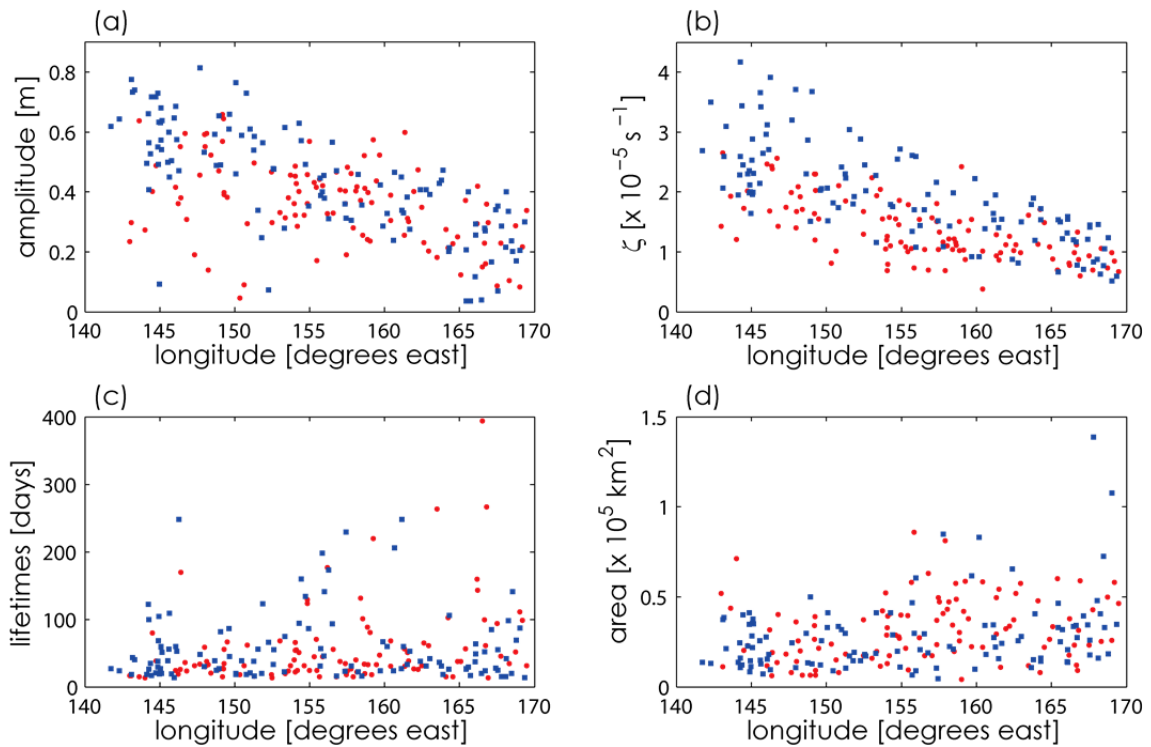 (a)
0.8
0.6
0.4
0.2
0
amplitude [m]
140 145 150 155 160 165 170
longitude [degrees east]
(b)
4
3
2
1
0
ζ [x 10⁻⁵ s⁻¹]
140 145 150 155 160 165 170
longitude [degrees east]
(c)
400
300
200
100
0
lifetimes [days]
140 145 150 155 160 165 170
longitude [degrees east]
(d)
1.5
1
0.5
0
area [x 10⁵ km²]
140 145 150 155 160 165 170
longitude [degrees east]